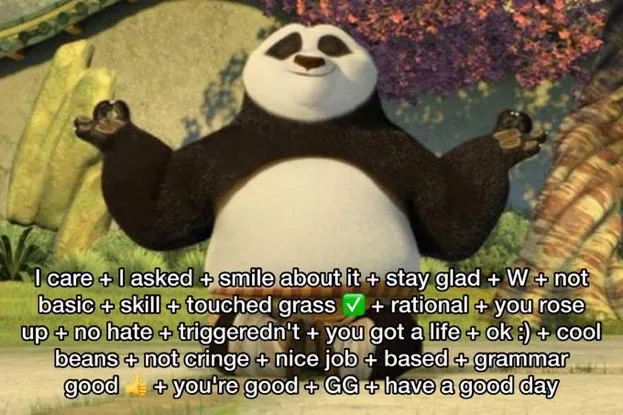 I care + I asked + smile about it + stay glad + W + not
basic + skill + touched grass ✅ + rational + you rose
up + no hate + triggeredn't + you got a life + ok :) + cool
beans + not cringe + nice job + based + grammar
good 👍 + you're good + GG + have a good day